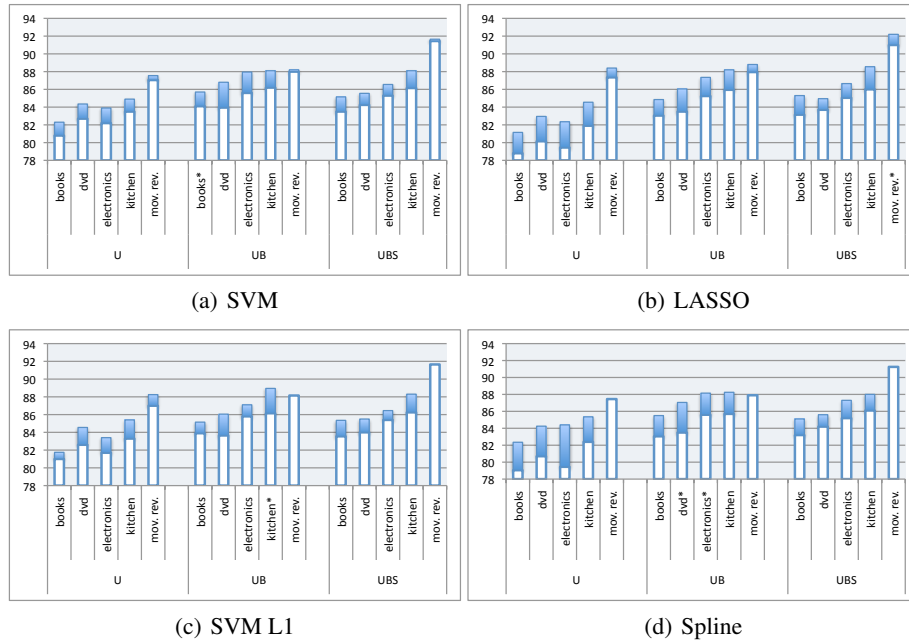 94
92
90
88
86
84
82
80
78
books
dvd
electronics
kitchen
mov. rev.
books*
dvd
electronics
kitchen
mov. rev.
books
dvd
electronics
kitchen
mov. rev.
U
UB
UBS
(a) SVM
94
92
90
88
86
84
82
80
78
books
dvd
electronics
kitchen
mov. rev.
books
dvd
electronics
kitchen
mov. rev.
books
dvd
electronics
kitchen
mov. rev.*
U
UB
UBS
(b) LASSO
94
92
90
88
86
84
82
80
78
books
dvd
electronics
kitchen
mov. rev.
books
dvd
electronics
kitchen*
mov. rev.
books
dvd
electronics
kitchen
mov. rev.
U
UB
UBS
(c) SVM L1
94
92
90
88
86
84
82
80
78
books
dvd
electronics
kitchen
mov. rev.
books
dvd*
electronics*
kitchen
mov. rev.
books
dvd
electronics
kitchen
mov. rev.
U
UB
UBS
(d) Spline